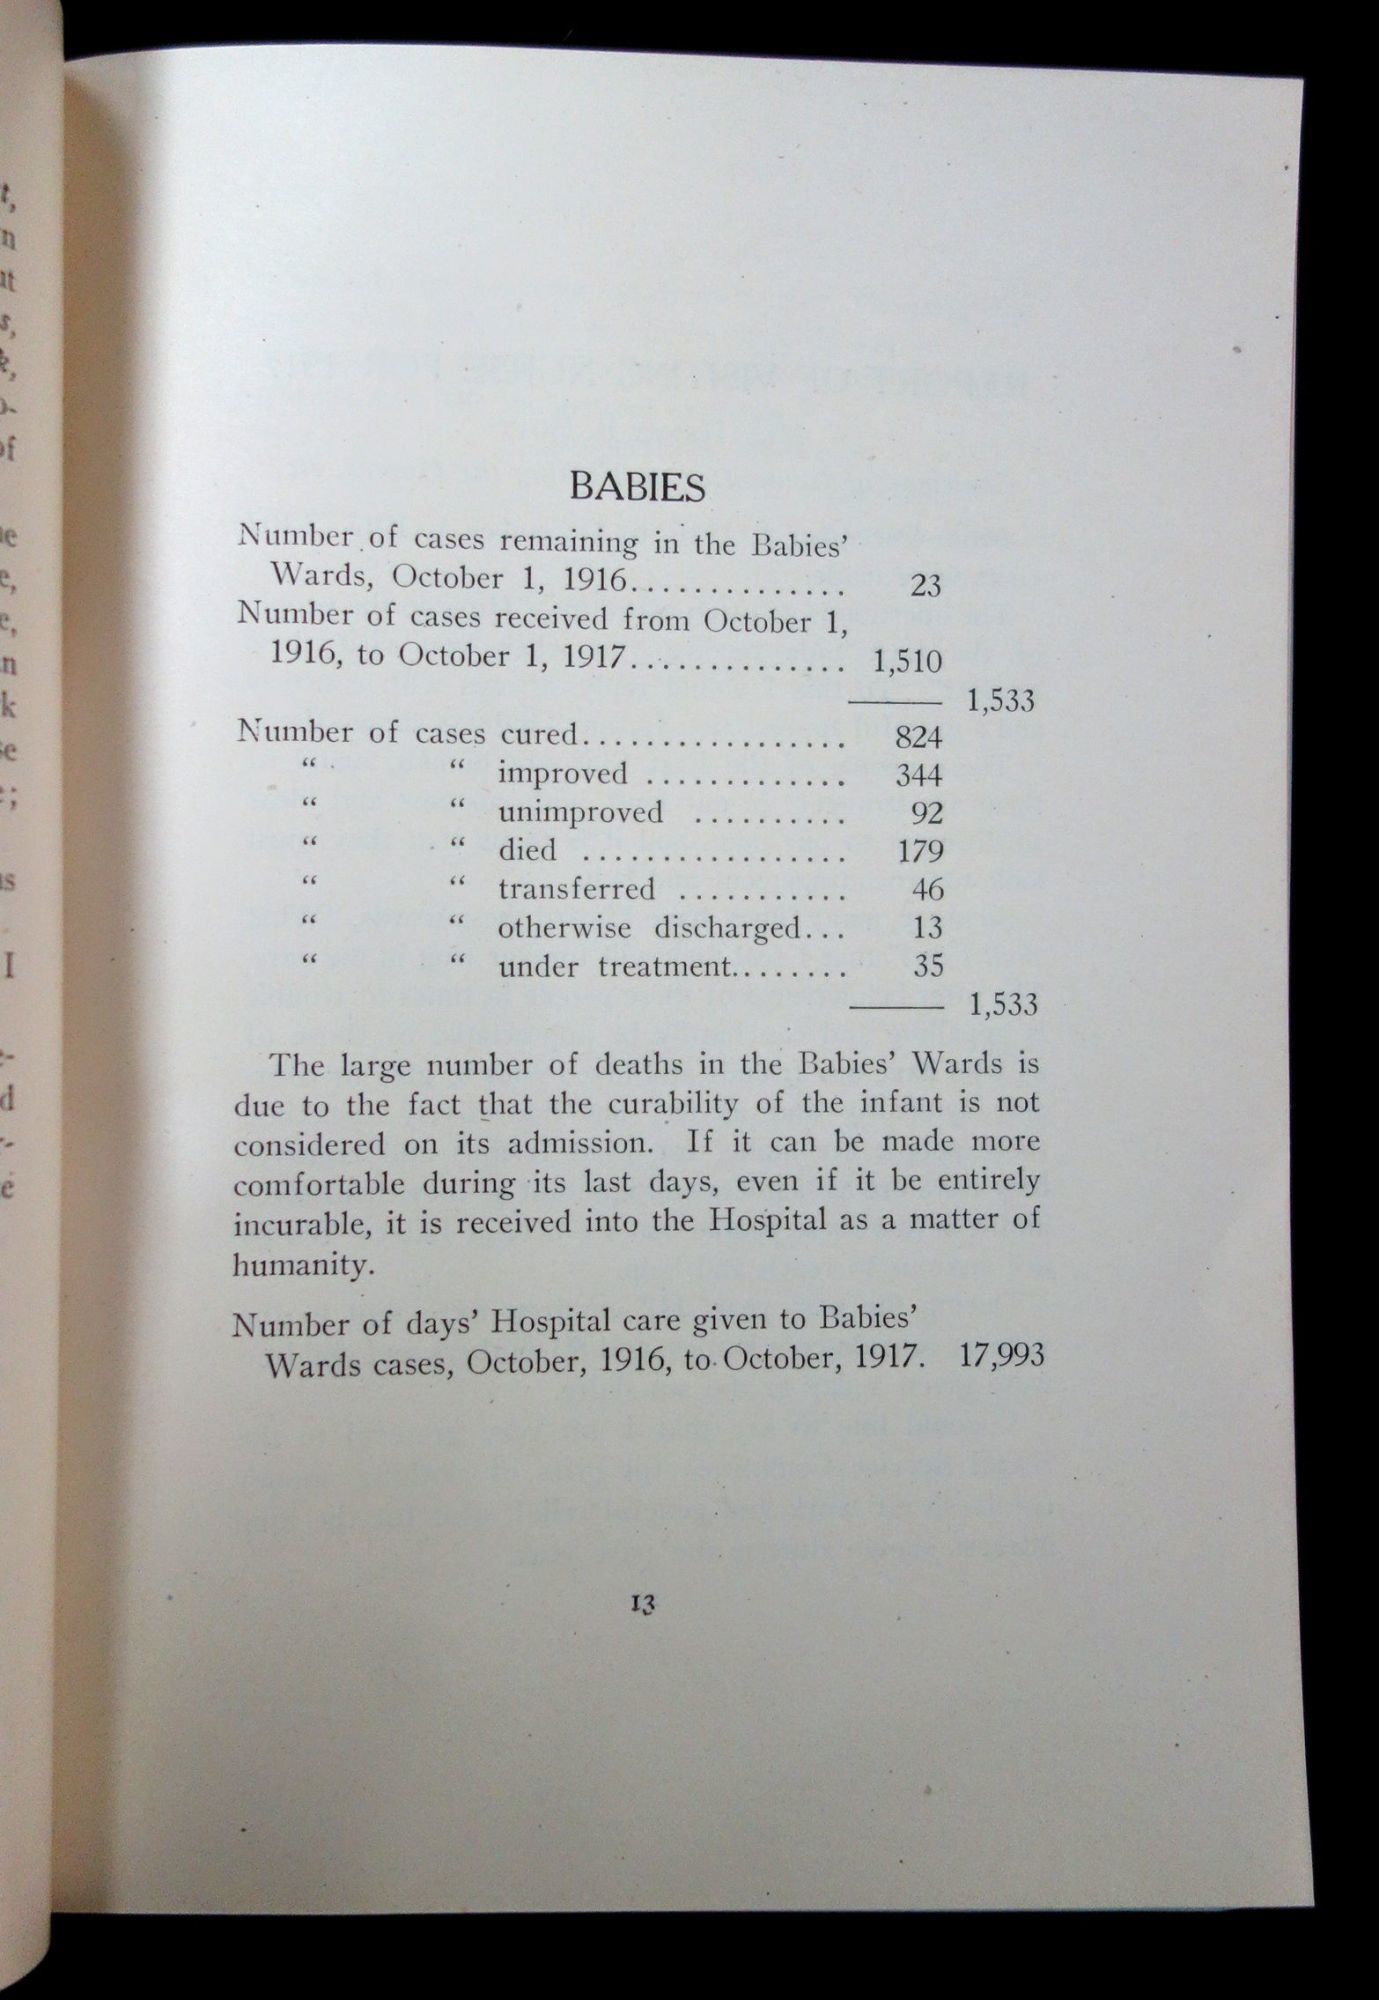 BABIES
Number of cases remaining in the Babies’
Wards, October 1, 1916.............. 23
Number of cases received from October 1,
1916, to October 1, 1917.............. 1,510
1,533
Number of cases cured................. 824
“ “ improved ............. 344
“ “ unimproved .......... 92
“ “ died ................. 179
“ “ transferred ........... 46
“ “ otherwise discharged... 13
“ “ under treatment........ 35
1,533
The large number of deaths in the Babies’ Wards is
due to the fact that the curability of the infant is not
considered on its admission. If it can be made more
comfortable during its last days, even if it be entirely
incurable, it is received into the Hospital as a matter of
humanity.
Number of days’ Hospital care given to Babies’
Wards cases, October, 1916, to October, 1917. 17,993
13